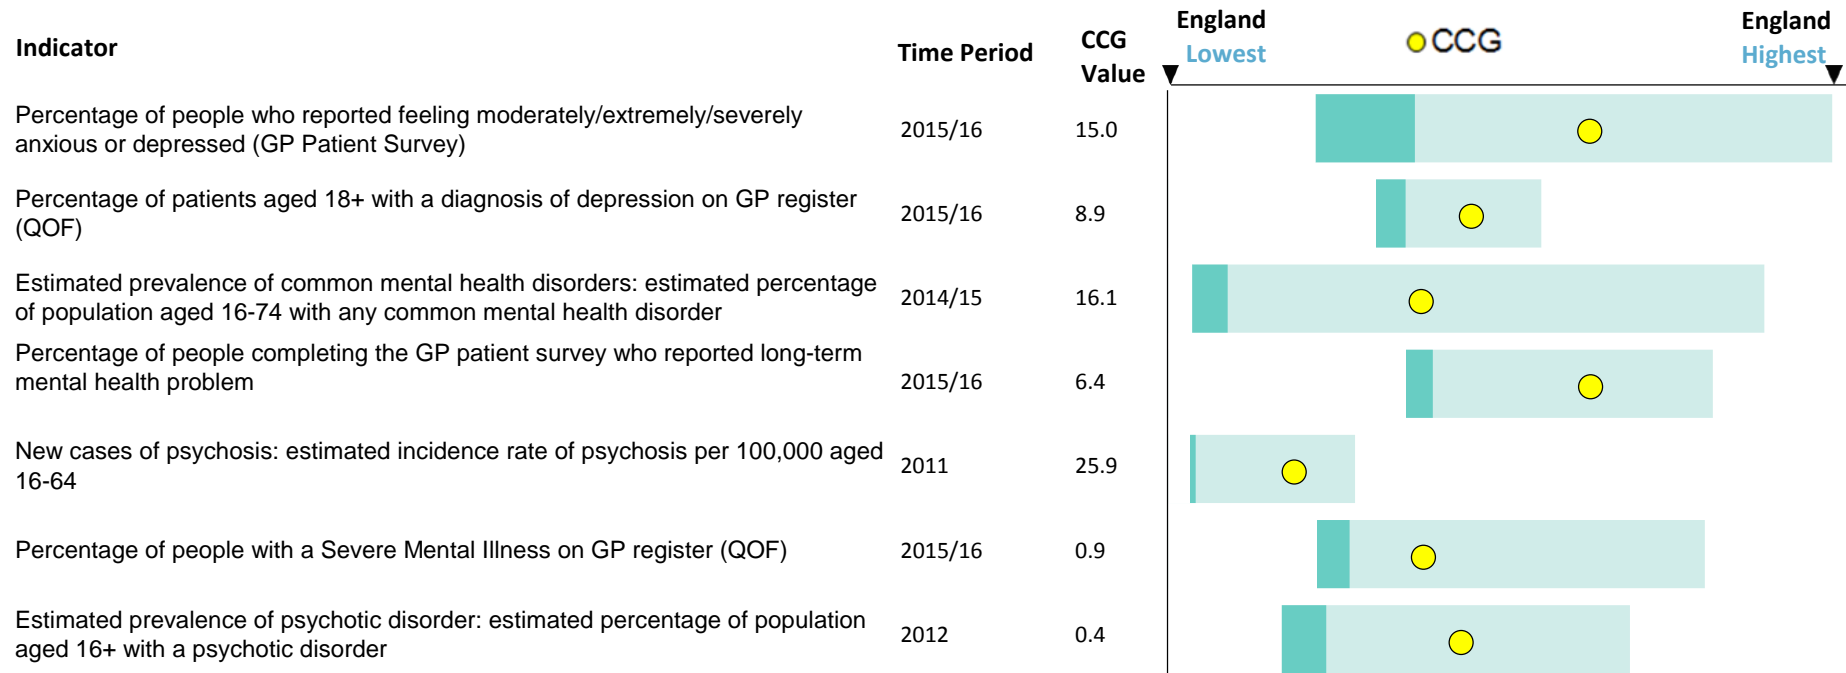 Indicator
Time Period
CCG
Value
England
Lowest
CCG
England
Highest
Percentage of people who reported feeling moderately/extremely/severely
anxious or depressed (GP Patient Survey)
2015/16
15.0
Percentage of patients aged 18+ with a diagnosis of depression on GP register
(QOF)
2015/16
8.9
Estimated prevalence of common mental health disorders: estimated percentage
of population aged 16-74 with any common mental health disorder
2014/15
16.1
Percentage of people completing the GP patient survey who reported long-term
mental health problem
2015/16
6.4
New cases of psychosis: estimated incidence rate of psychosis per 100,000 aged
16-64
2011
25.9
Percentage of people with a Severe Mental Illness on GP register (QOF)
2015/16
0.9
Estimated prevalence of psychotic disorder: estimated percentage of population
aged 16+ with a psychotic disorder
2012
0.4